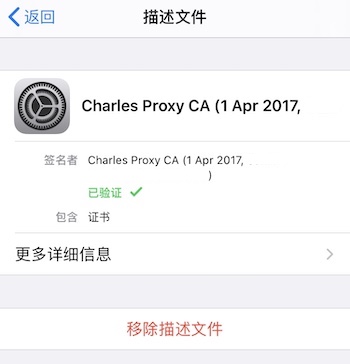 返回
描述文件
Charles Proxy CA (1 Apr 2017,
签名者 Charles Proxy CA (1 Apr 2017,
)
已验证
包含 证书
更多详细信息
移除描述文件